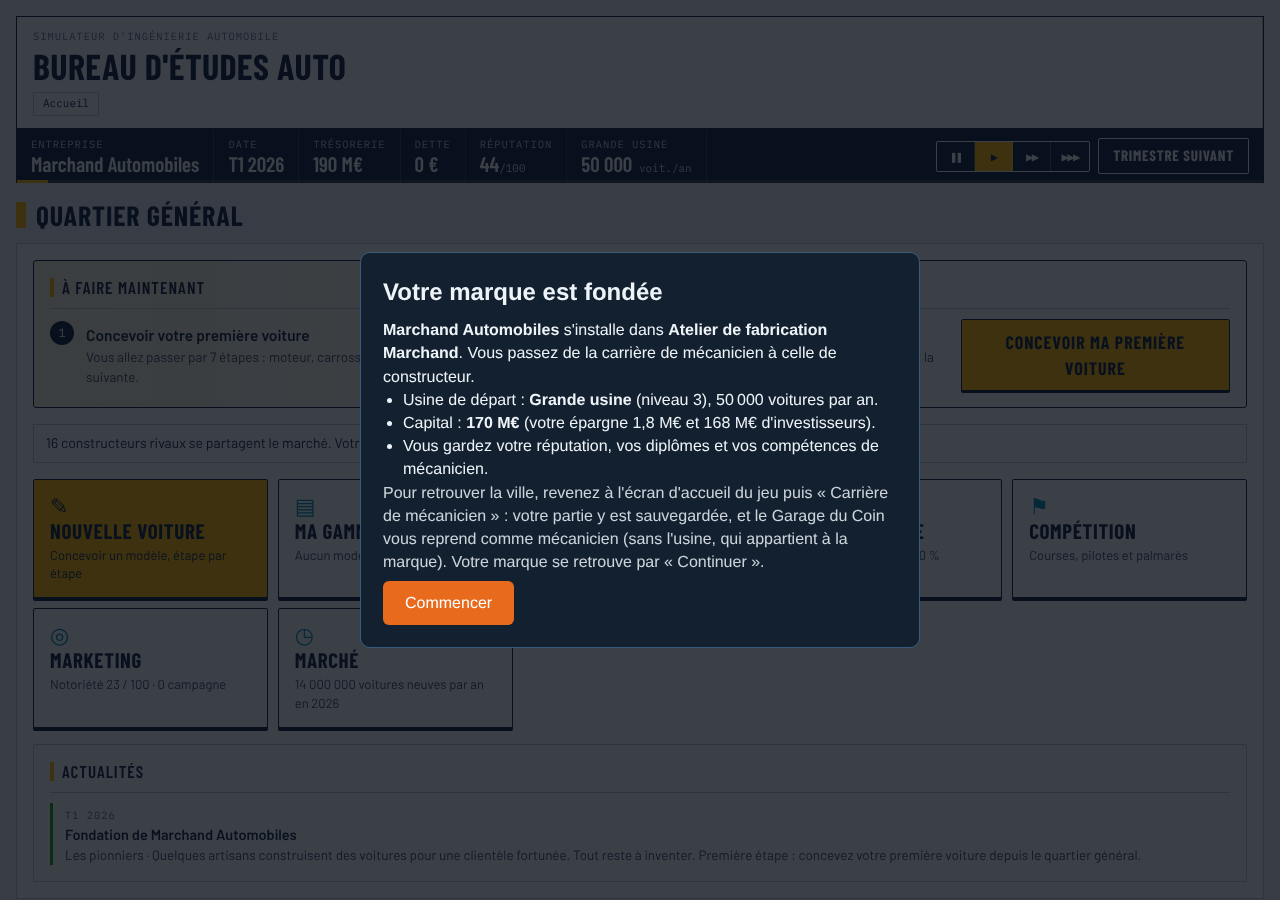 SIMULATEUR D'INGÉNIERIE AUTOMOBILE
BUREAU D'ÉTUDES AUTO
Accueil
ENTREPRISE
Marchand Automobiles
DATE
T1 2026
TRÉSORERIE
190 M€
DETTE
0 €
RÉPUTATION
44/100
GRANDE USINE
50 000 voit./an
TRIMESTRE SUIVANT
QUARTIER GÉNÉRAL
À FAIRE MAINTENANT
1
Concevoir votre première voiture
Vous allez passer par 7 étapes : moteur, carross
la
suivante.
CONCEVOIR MA PREMIÈRE
VOITURE
16 constructeurs rivaux se partagent le marché. Votr
Votre marque est fondée
Marchand Automobiles s'installe dans Atelier de fabrication
Marchand. Vous passez de la carrière de mécanicien à celle de
constructeur.
• Usine de départ : Grande usine (niveau 3), 50 000 voitures par an.
• Capital : 170 M€ (votre épargne 1,8 M€ et 168 M€ d'investisseurs).
• Vous gardez votre réputation, vos diplômes et vos compétences de
mécanicien.
Pour retrouver la ville, revenez à l'écran d'accueil du jeu puis « Carrière
de mécanicien » : votre partie y est sauvegardée, et le Garage du Coin
vous reprend comme mécanicien (sans l'usine, qui appartient à la
marque). Votre marque se retrouve par « Continuer ».
Commencer
NOUVELLE VOITURE
Concevoir un modèle, étape par
étape
MA GAMM
Aucun mod
E
0 %
COMPÉTITION
Courses, pilotes et palmarès
MARKETING
Notoriété 23 / 100 · 0 campagne
MARCHÉ
14 000 000 voitures neuves par an
en 2026
ACTUALITÉS
T1 2026
Fondation de Marchand Automobiles
Les pionniers · Quelques artisans construisent des voitures pour une clientèle fortunée. Tout reste à inventer. Première étape : concevez votre première voiture depuis le quartier général.